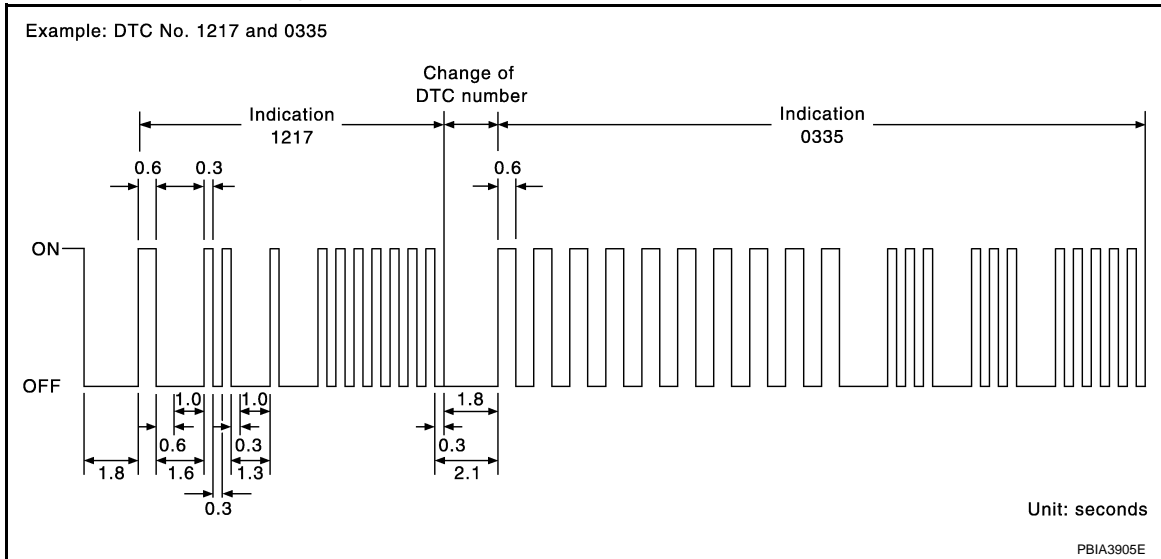 Example: DTC No. 1217 and 0335
Change of
DTC number
Indication
1217
Indication
0335
0.6
0.3
0.6
ON
OFF
1.0
1.0
1.8
0.6
0.3
0.3
1.8
1.6
1.3
2.1
0.3
Unit: seconds
PBIA3905E